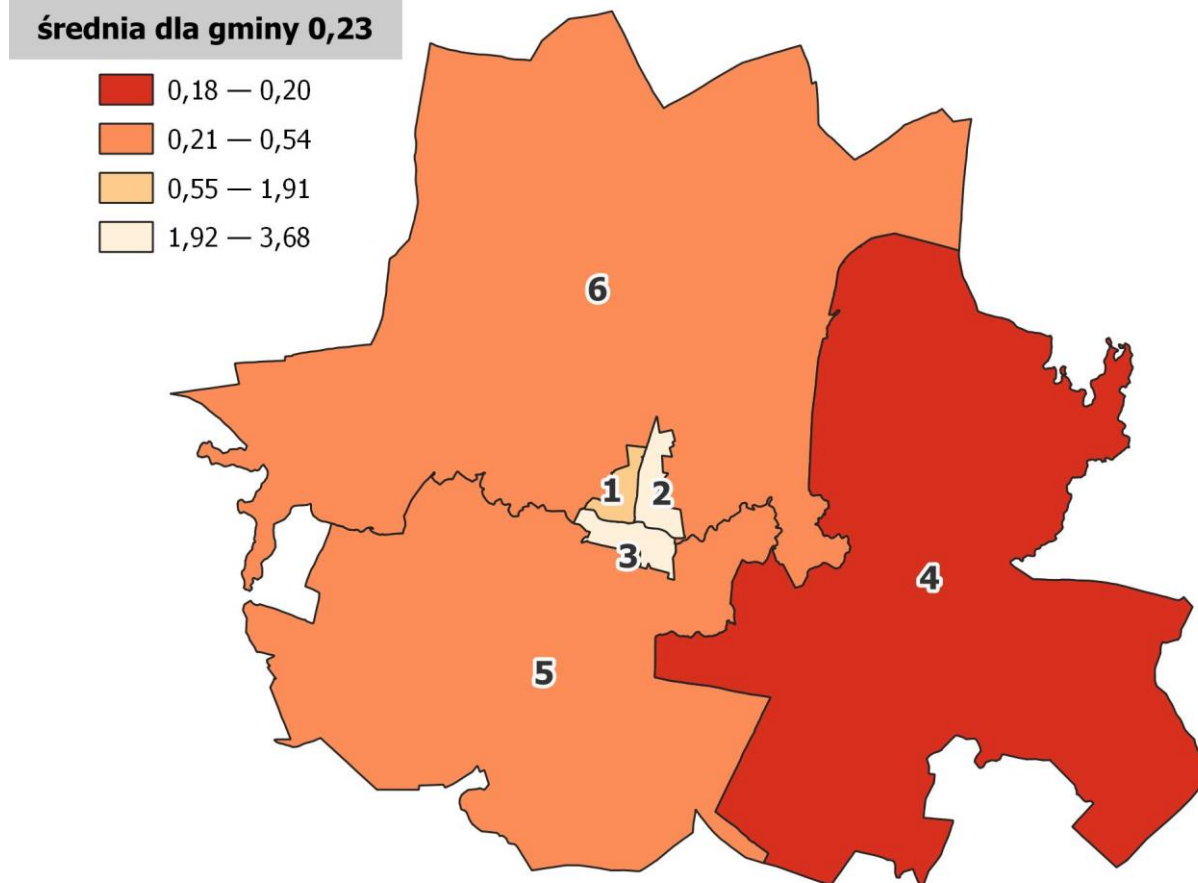 średnia dla gminy 0,23
0,18 — 0,20
0,21 — 0,54
0,55 — 1,91
1,92 — 3,68
6
1
2
3
4
5